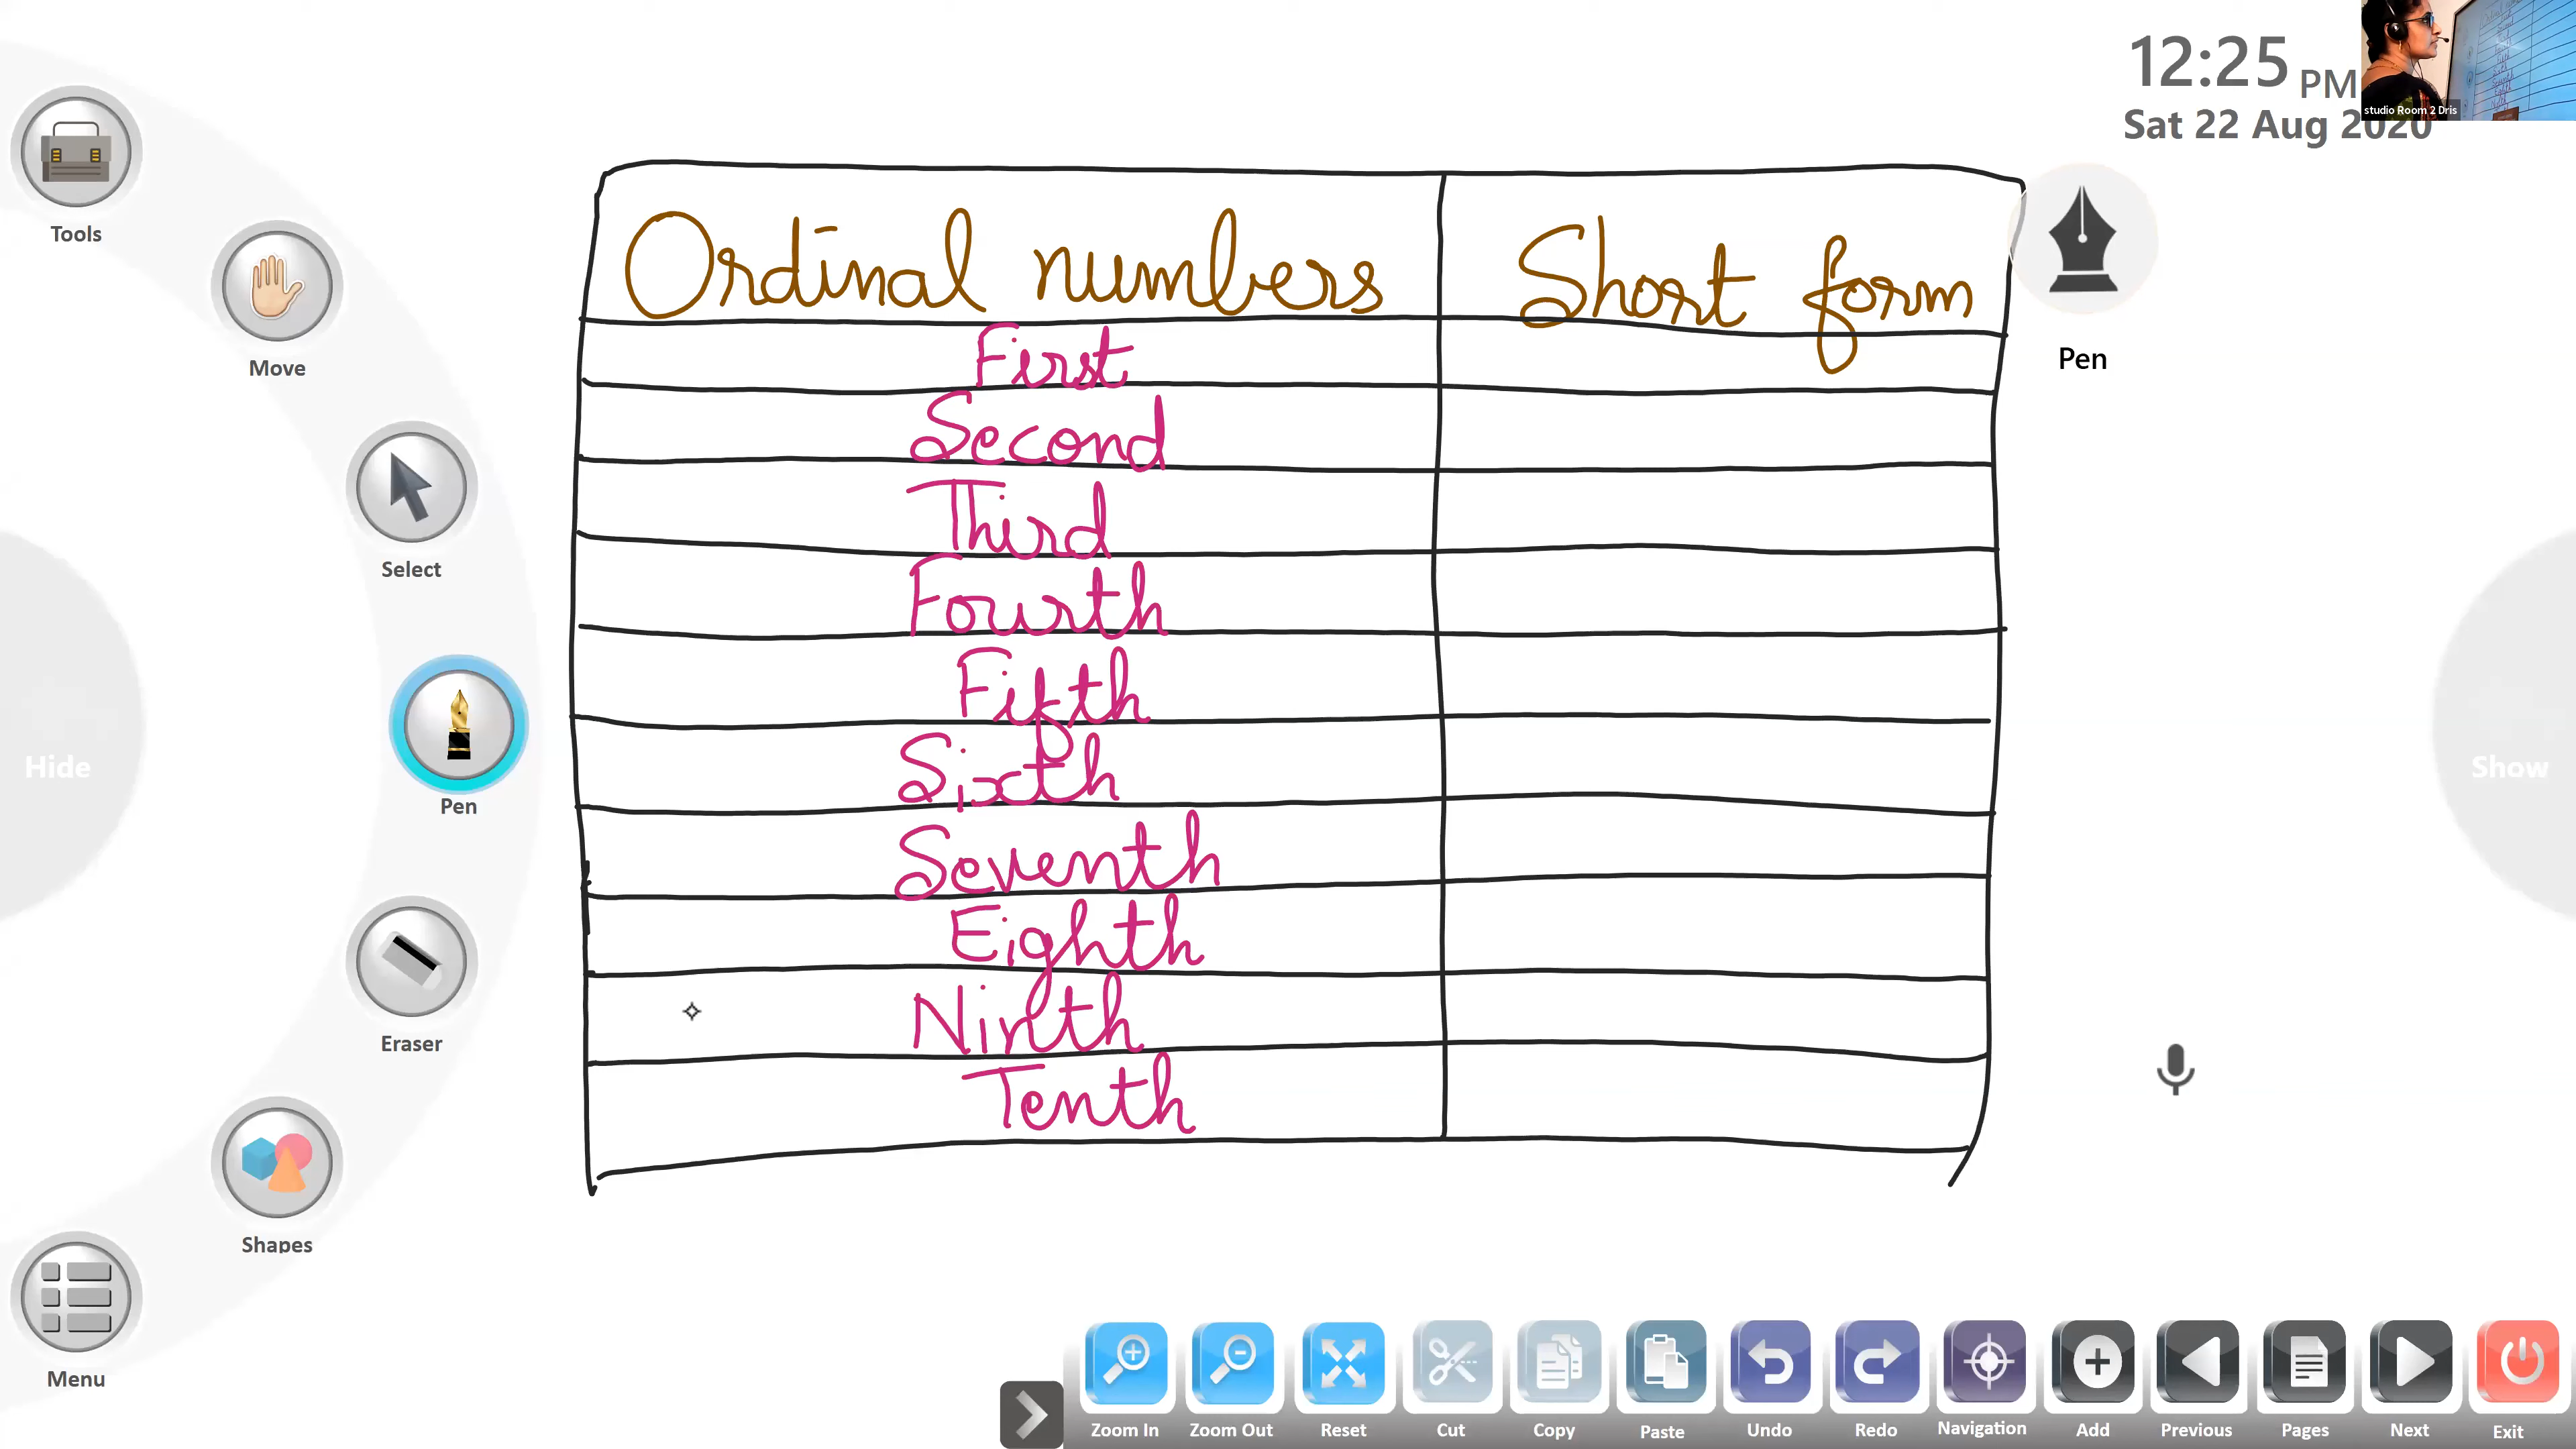 12:25 PM
Sat 22 Aug 2020
studio Room 2 Dris
Tools
Move
Select
Pen
Eraser
Shapes
Menu
Hide
Show
Pen
Ordinal numbers Short form
First
Second
Third
Fourth
Fifth
Sixth
Seventh
Eighth
Ninth
Tenth
Zoom In Zoom Out Reset Cut Copy Paste Undo Redo Navigation Add Previous Pages Next Exit